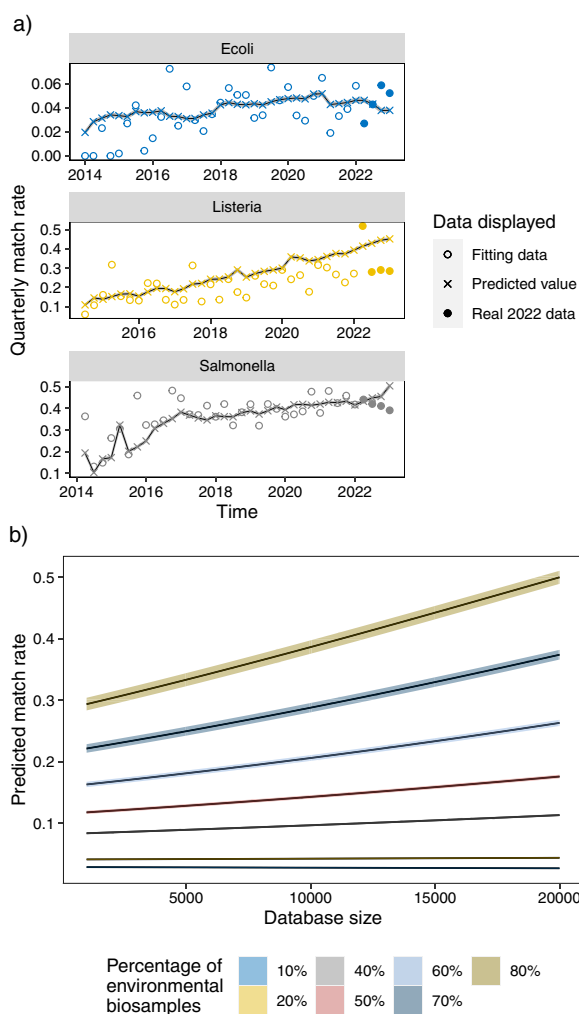 a)
Ecoli
0.06
0.04
0.02
0.00
2014 2016 2018 2020 2022
Listeria
0.5
0.4
0.3
0.2
0.1
2016 2018 2020 2022
Salmonella
0.5
0.4
0.3
0.2
0.1
2014 2016 2018 2020 2022
Time
Quarterly match rate
Data displayed
Fitting data
Predicted value
Real 2022 data
b)
0.5
0.4
0.3
0.2
0.1
Predicted match rate
5000 10000 15000 20000
Database size
Percentage of
environmental
biosamples
10% 40% 60% 80%
20% 50% 70%